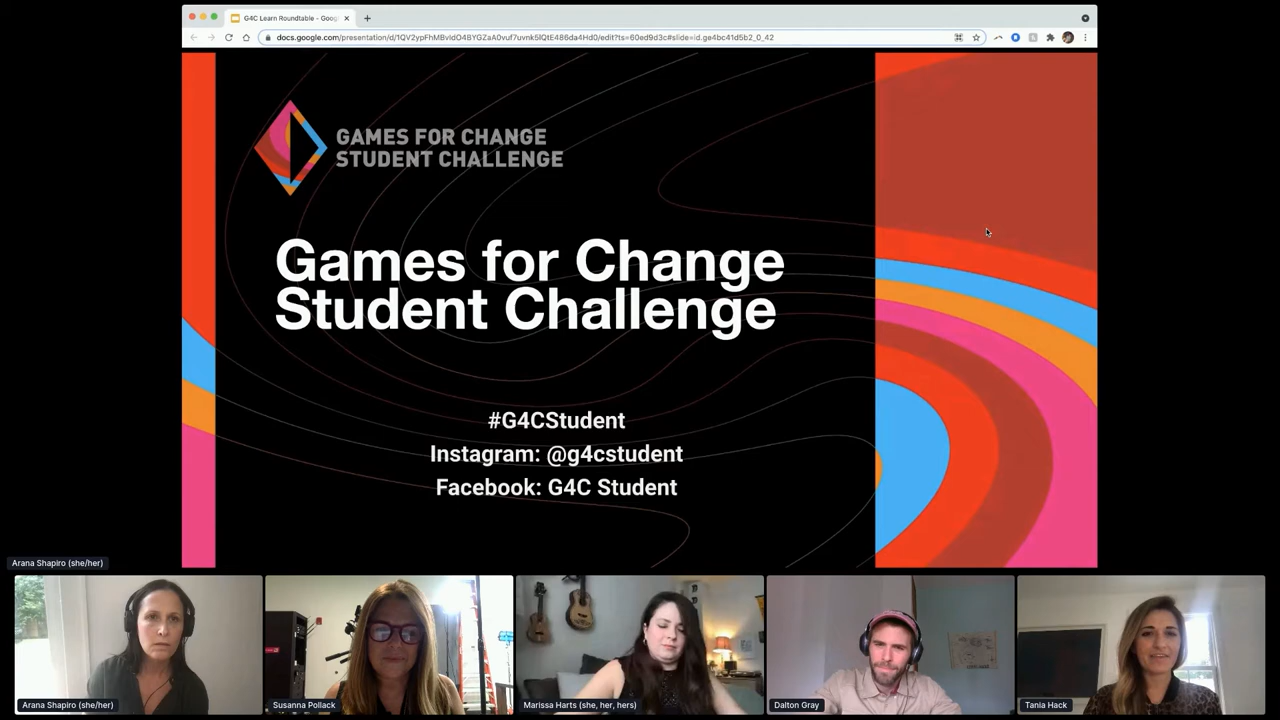 G4C Learn Roundtable - Goog
docs.google.com/presentation/d/1QV2ypFhMBvIdO4BYGZaA0vuf7uvnk5lQtE486da4Hd0/edit?ts=60ed9d3c#slide=id.ge4bc41d5b2_0_42
GAMES FOR CHANGE
STUDENT CHALLENGE
Games for Change
Student Challenge
#G4CStudent
Instagram: @g4cstudent
Facebook: G4C Student
Arana Shapiro (she/her)
Arana Shapiro (she/her)
Susanna Pollack
Marissa Harts (she, her, hers)
Dalton Gray
Tania Hack